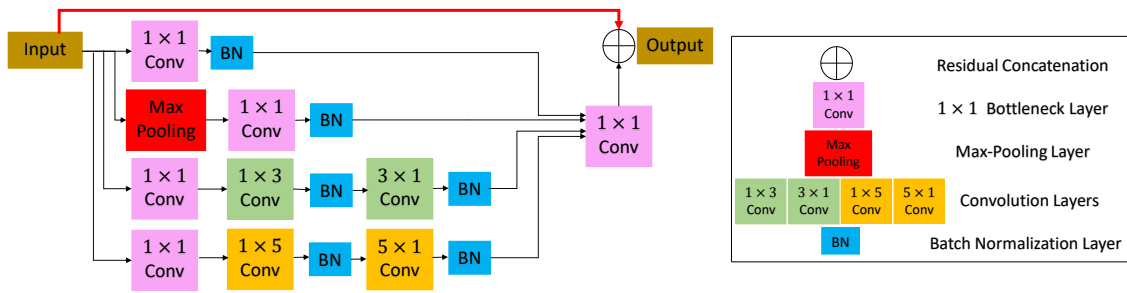 Input
1 × 1
Conv
BN
Output
Max
Pooling
1 × 1
Conv
BN
1 × 1
Conv
1 × 1
Conv
1 × 3
Conv
BN
3 × 1
Conv
BN
1 × 1
Conv
1 × 5
Conv
BN
5 × 1
Conv
BN
Residual Concatenation
1 × 1
Conv
1 × 1 Bottleneck Layer
Max
Pooling
Max-Pooling Layer
1 × 3
Conv
3 × 1
Conv
1 × 5
Conv
5 × 1
Conv
Convolution Layers
BN
Batch Normalization Layer